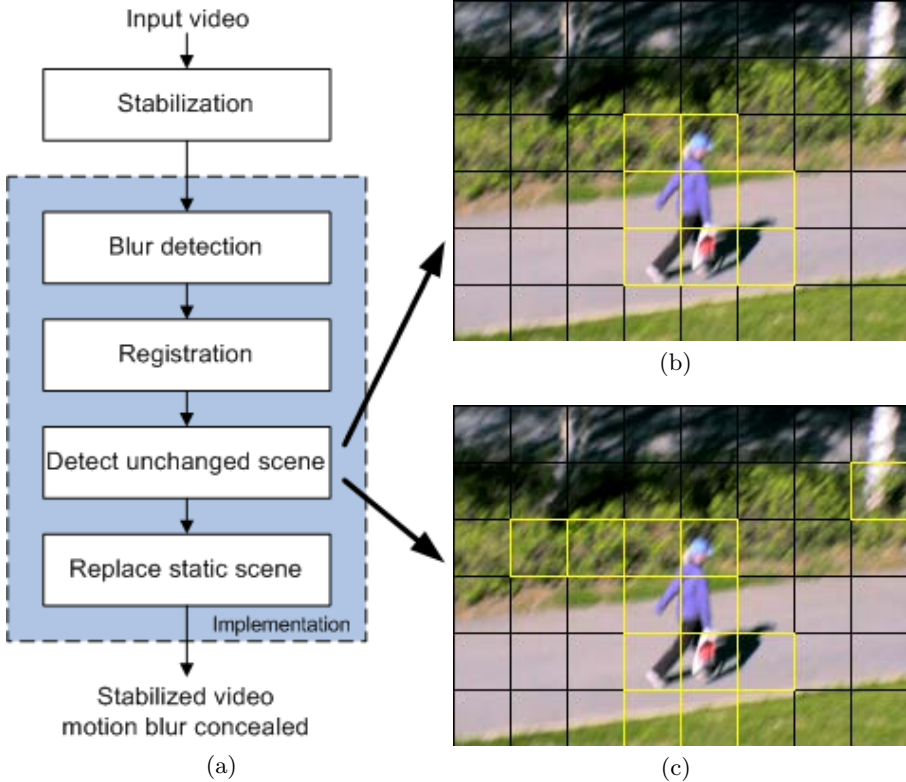 Input video
Stabilization
Blur detection
Registration
Detect unchanged scene
Replace static scene
Implementation
Stabilized video
motion blur concealed
(a)
(b)
(c)